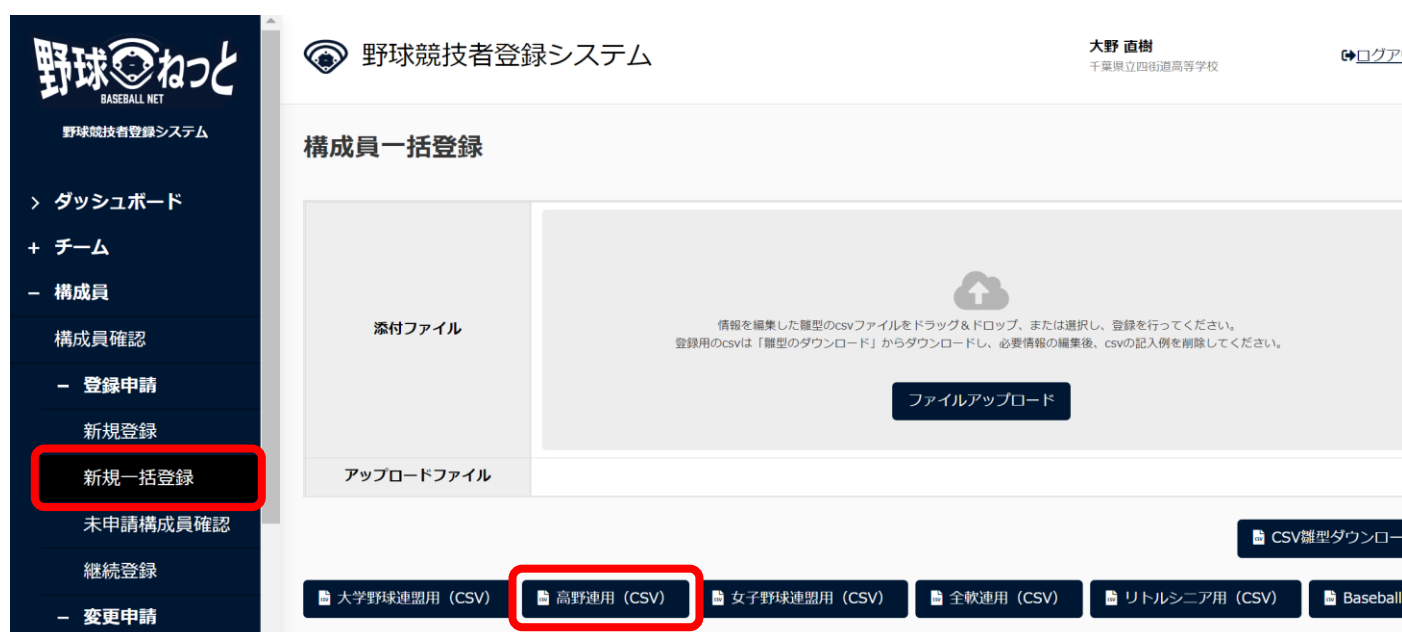 野球ねっと
BASEBALL NET
野球競技者登録システム
> ダッシュボード
+ チーム
− 構成員
構成員確認
− 登録申請
新規登録
新規一括登録
未申請構成員確認
継続登録
− 変更申請
野球競技者登録システム
大野 直樹
千葉県立四街道高等学校
ログア
構成員一括登録
添付ファイル
情報を編集した雛型のcsvファイルをドラッグ＆ドロップ、または選択し、登録を行ってください。
登録用のcsvは「雛型のダウンロード」からダウンロードし、必要情報の編集後、csvの記入例を削除してください。
ファイルアップロード
アップロードファイル
CSV雛型ダウンロー
大学野球連盟用（CSV）
高野連用（CSV）
女子野球連盟用（CSV）
全軟連用（CSV）
リトルシニア用（CSV）
Baseball